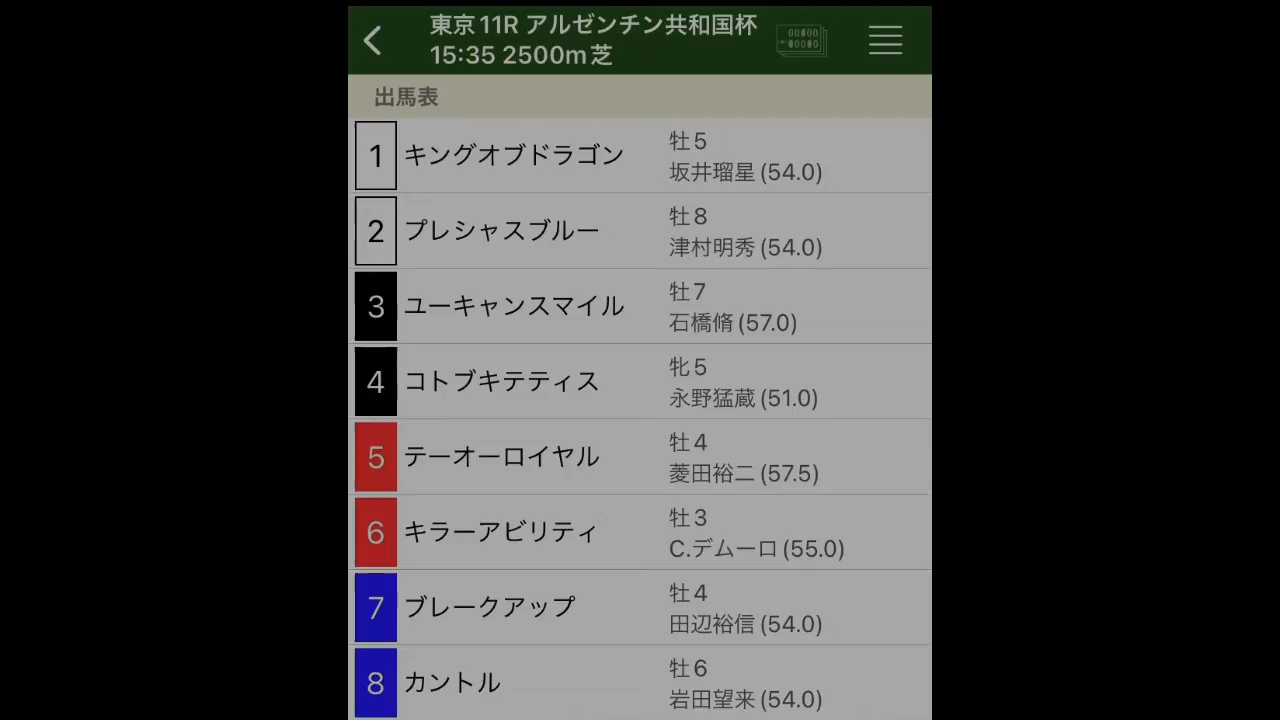 東京11R アルゼンチン共和国杯
15:35 2500m芝
出馬表
1 キングオブドラゴン 牡5
坂井瑠星(54.0)
2 プレシャスブルー 牡8
津村明秀(54.0)
3 ユーキャンスマイル 牡7
石橋脩(57.0)
4 コトブキテティス 牝5
永野猛蔵(51.0)
5 テーオーロイヤル 牡4
菱田裕二(57.5)
6 キラーアビリティ 牡3
C.デムーロ(55.0)
7 ブレークアップ 牡4
田辺裕信(54.0)
8 カントル 牡6
岩田望来(54.0)